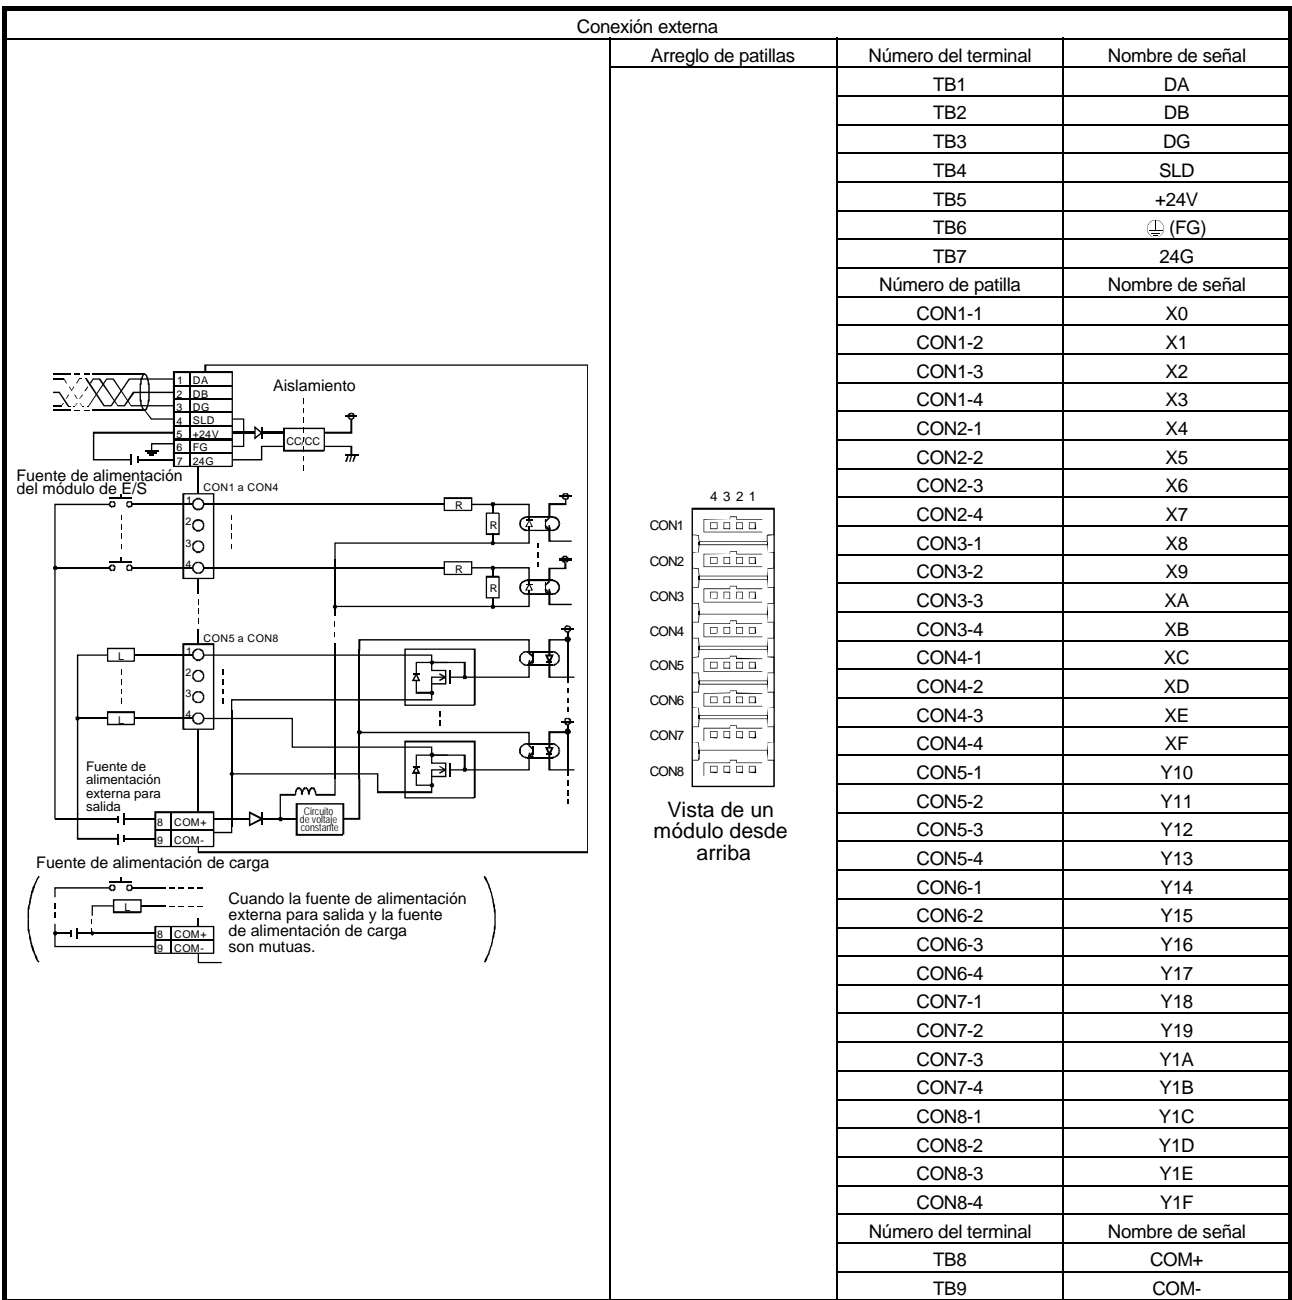 Conexión externa
Arreglo de patillas
Número del terminal Nombre de señal
TB1 DA
TB2 DB
TB3 DG
TB4 SLD
TB5 +24V
TB6 (FG)
TB7 24G
Número de patilla Nombre de señal
CON1-1 X0
CON1-2 X1
CON1-3 X2
CON1-4 X3
CON2-1 X4
CON2-2 X5
CON2-3 X6
CON2-4 X7
CON3-1 X8
CON3-2 X9
CON3-3 XA
CON3-4 XB
CON4-1 XC
CON4-2 XD
CON4-3 XE
CON4-4 XF
CON5-1 Y10
CON5-2 Y11
CON5-3 Y12
CON5-4 Y13
CON6-1 Y14
CON6-2 Y15
CON6-3 Y16
CON6-4 Y17
CON7-1 Y18
CON7-2 Y19
CON7-3 Y1A
CON7-4 Y1B
CON8-1 Y1C
CON8-2 Y1D
CON8-3 Y1E
CON8-4 Y1F
Número del terminal Nombre de señal
TB8 COM+
TB9 COM-
1 DA
2 DB
3 DG
4 SLD
5 +24V
6 FG
7 24G
Aislamiento
CC/CC
Fuente de alimentación
del módulo de E/S
CON1 a CON4
1
2
3
4
R
R
R
R
CON5 a CON8
1
2
3
4
L
L
Fuente de
alimentación
externa para
salida
8 COM+
9 COM-
Circuito
de voltaje
constante
Fuente de alimentación de carga
L
8 COM+
9 COM-
Cuando la fuente de alimentación
externa para salida y la fuente
de alimentación de carga
son mutuas.
4 3 2 1
CON1
CON2
CON3
CON4
CON5
CON6
CON7
CON8
Vista de un
módulo desde
arriba